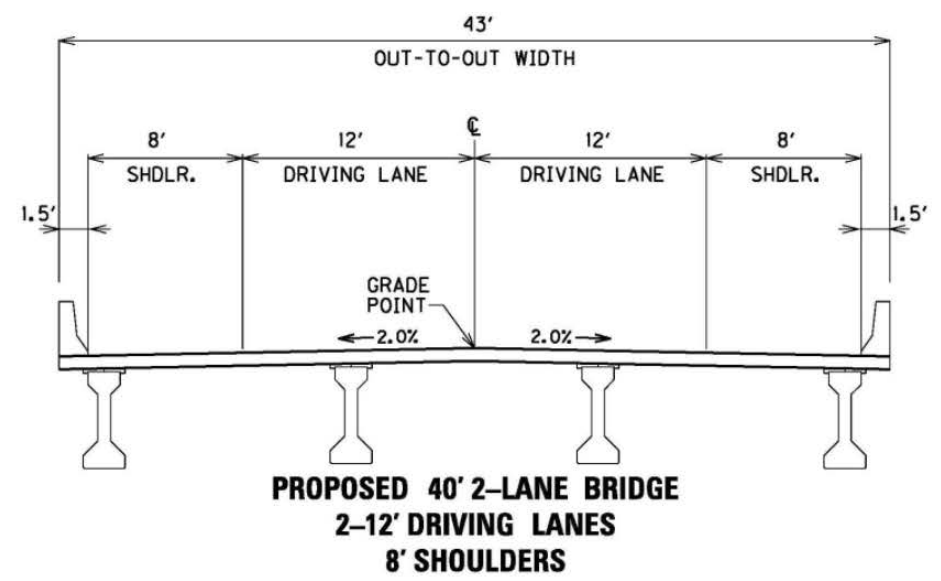 43'
OUT-TO-OUT WIDTH
8' 12' ℄ 12' 8'
SHDLR. DRIVING LANE DRIVING LANE SHDLR.
1.5' 1.5'
GRADE
POINT
2.0% 2.0%
PROPOSED 40' 2–LANE BRIDGE
2–12' DRIVING LANES
8' SHOULDERS